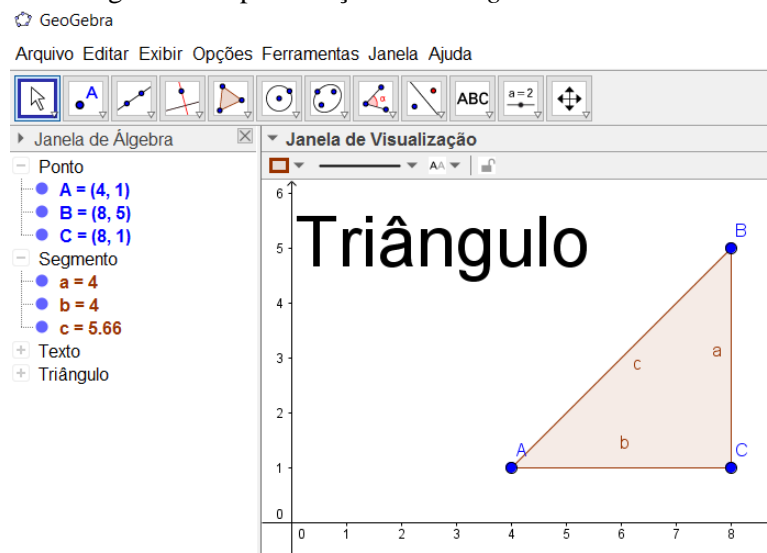 GeoGebra
Arquivo Editar Exibir Opções Ferramentas Janela Ajuda
A
α
ABC
a=2
Janela de Álgebra
Janela de Visualização
AA
Ponto
A = (4, 1)
B = (8, 5)
C = (8, 1)
Segmento
a = 4
b = 4
c = 5.66
Texto
Triângulo
Triângulo
B
a
c
b
A
C
6
5
4
3
2
1
0
0 1 2 3 4 5 6 7 8